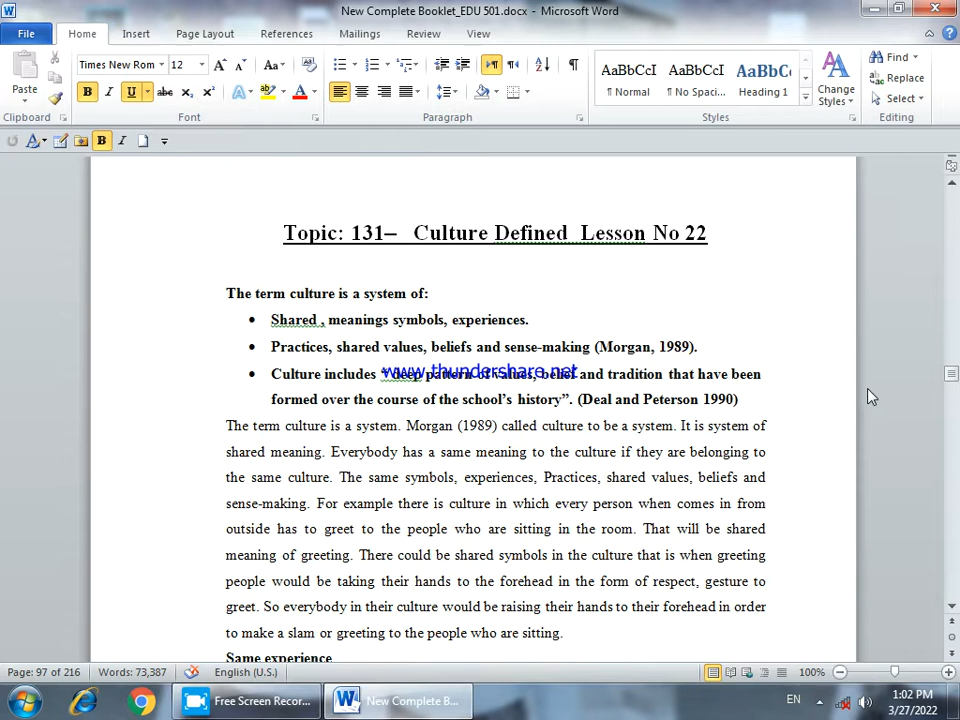 New Complete Booklet_EDU 501.docx - Microsoft Word
File Home Insert Page Layout References Mailings Review View
Times New Rom 12
Paste
Clipboard Font Paragraph Styles Editing
AaBbCcI AaBbCcI AaBbC
¶ Normal ¶ No Spaci... Heading 1
Change Styles
Find
Replace
Select
Topic: 131– Culture Defined Lesson No 22
The term culture is a system of:
• Shared , meanings symbols, experiences.
• Practices, shared values, beliefs and sense-making (Morgan, 1989).
• Culture includes “ deep pattern of values, belief and tradition that have been
www.thundershare.net
formed over the course of the school’s history”. (Deal and Peterson 1990)
The term culture is a system. Morgan (1989) called culture to be a system. It is system of
shared meaning. Everybody has a same meaning to the culture if they are belonging to
the same culture. The same symbols, experiences, Practices, shared values, beliefs and
sense-making. For example there is culture in which every person when comes in from
outside has to greet to the people who are sitting in the room. That will be shared
meaning of greeting. There could be shared symbols in the culture that is when greeting
people would be taking their hands to the forehead in the form of respect, gesture to
greet. So everybody in their culture would be raising their hands to their forehead in order
to make a slam or greeting to the people who are sitting.
Same experience
Page: 97 of 216 Words: 73,387 English (U.S.) 100%
Free Screen Recor... New Complete B... EN 1:02 PM
3/27/2022